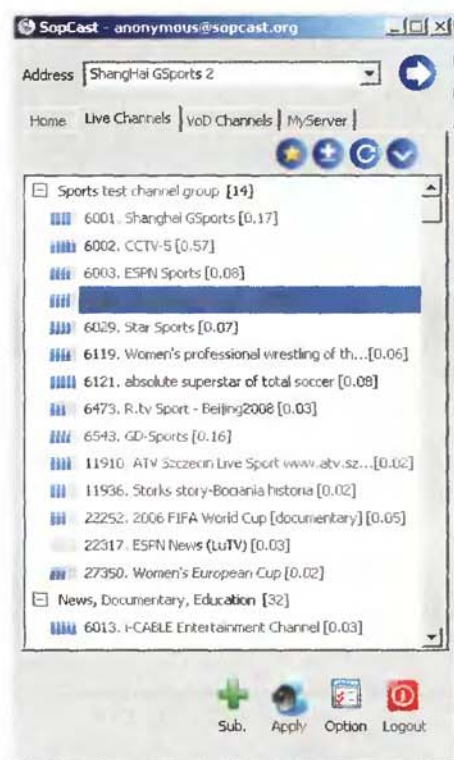 SopCast - anonymous@sopcast.org
Address ShangHai GSports 2
Home Live Channels VoD Channels MyServer
Sports test channel group [14]
6001. Shanghai GSports [0.17]
6002. CCTV-5 [0.57]
6003. ESPN Sports [0.08]
6029. Star Sports [0.07]
6119. Women's professional wrestling of th...[0.06]
6121. absolute superstar of total soccer [0.08]
6473. R.tv Sport - Beijing2008 [0.03]
6543. GD-Sports [0.16]
11910 ATV Szczecin Live Sport www.atv.sz...[0.02]
11936. Storks story-Bociania historia [0.02]
22252. 2006 FIFA World Cup [documentary] [0.05]
22317. ESPN News (LuTV) [0.03]
27350. Women's European Cup [0.02]
News, Documentary, Education [32]
6013. i-CABLE Entertainment Channel [0.03]
Sub. Apply Option Logout